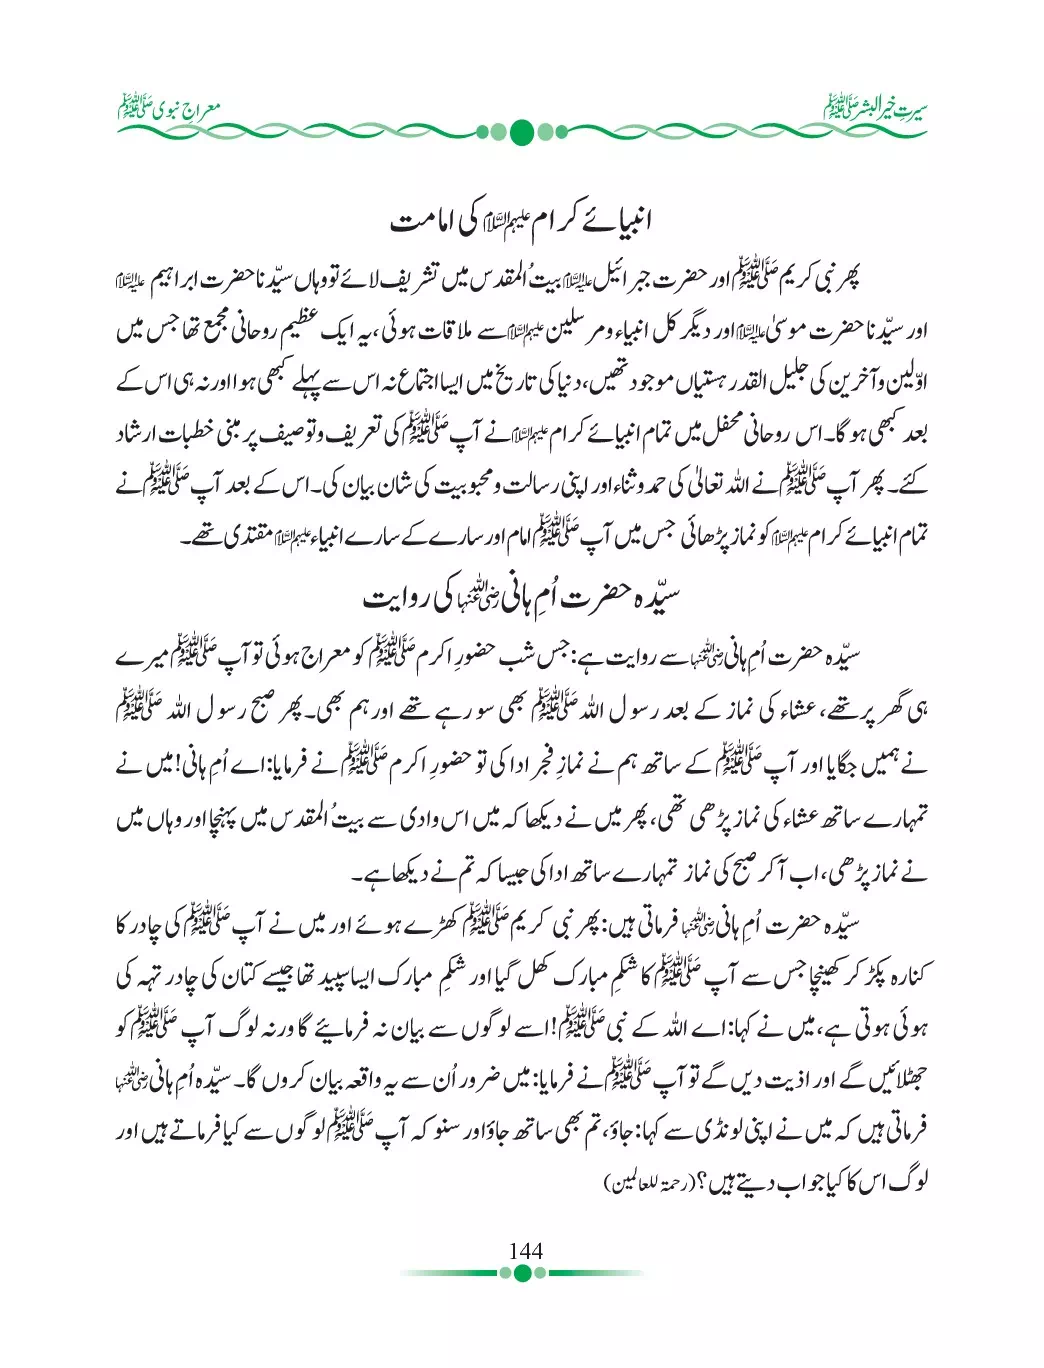 سیرتِ خیر البشر ﷺ
معراجِ نبوی ﷺ
انبیائے کرام علیہم السلام کی امامت
پھر نبی کریم ﷺ اور حضرت جبرائیل علیہ السلام بیتُ المقدس میں تشریف لائے تو وہاں سیّدنا حضرت ابراہیم علیہ السلام
اور سیّدنا حضرت موسیٰ علیہ السلام اور دیگر کل انبیاء ومرسلین علیہم السلام سے ملاقات ہوئی، یہ ایک عظیم روحانی مجمع تھا جس میں
اوّلین وآخرین کی جلیل القدر ہستیاں موجود تھیں، دنیا کی تاریخ میں ایسا اجتماع نہ اس سے پہلے کبھی ہوا اور نہ ہی اس کے
بعد کبھی ہو گا۔ اس روحانی محفل میں تمام انبیائے کرام علیہم السلام نے آپ ﷺ کی تعریف وتوصیف پر مبنی خطبات ارشاد
کئے۔ پھر آپ ﷺ نے اللہ تعالیٰ کی حمد وثناء اور اپنی رسالت ومحبوبیت کی شان بیان کی۔ اس کے بعد آپ ﷺ نے
تمام انبیائے کرام علیہم السلام کو نماز پڑھائی جس میں آپ ﷺ امام اور سارے کے سارے انبیاء علیہم السلام مقتدی تھے۔
سیّدہ حضرت اُمِ ہانی رضی اللہ عنہا کی روایت
سیّدہ حضرت اُمِ ہانی رضی اللہ عنہا سے روایت ہے: جس شب حضورِ اکرم ﷺ کو معراج ہوئی تو آپ ﷺ میرے
ہی گھر پر تھے، عشاء کی نماز کے بعد رسول اللہ ﷺ بھی سو رہے تھے اور ہم بھی۔ پھر صبح رسول اللہ ﷺ
نے ہمیں جگایا اور آپ ﷺ کے ساتھ ہم نے نمازِ فجر ادا کی تو حضورِ اکرم ﷺ نے فرمایا: اے اُمِ ہانی! میں نے
تمہارے ساتھ عشاء کی نماز پڑھی تھی، پھر میں نے دیکھا کہ میں اس وادی سے بیتُ المقدس میں پہنچا اور وہاں میں
نے نماز پڑھی، اب آ کر صبح کی نماز تمہارے ساتھ ادا کی جیسا کہ تم نے دیکھا ہے۔
سیّدہ حضرت اُمِ ہانی رضی اللہ عنہا فرماتی ہیں: پھر نبی کریم ﷺ کھڑے ہوئے اور میں نے آپ ﷺ کی چادر کا
کنارہ پکڑ کر کھینچا جس سے آپ ﷺ کا شکمِ مبارک کھل گیا اور شکمِ مبارک ایسا سپید تھا جیسے کتان کی چادر تہہ کی
ہوئی ہوتی ہے، میں نے کہا: اے اللہ کے نبی ﷺ! اسے لوگوں سے بیان نہ فرمائیے گا ورنہ لوگ آپ ﷺ کو
جھٹلائیں گے اور اذیت دیں گے تو آپ ﷺ نے فرمایا: میں ضرور اُن سے یہ واقعہ بیان کروں گا۔ سیّدہ اُمِ ہانی رضی اللہ عنہا
فرماتی ہیں کہ میں نے اپنی لونڈی سے کہا: جاؤ، تم بھی ساتھ جاؤ اور سنو کہ آپ ﷺ لوگوں سے کیا فرماتے ہیں اور
لوگ اس کا کیا جواب دیتے ہیں؟ (رحمۃ للعالمین)
144